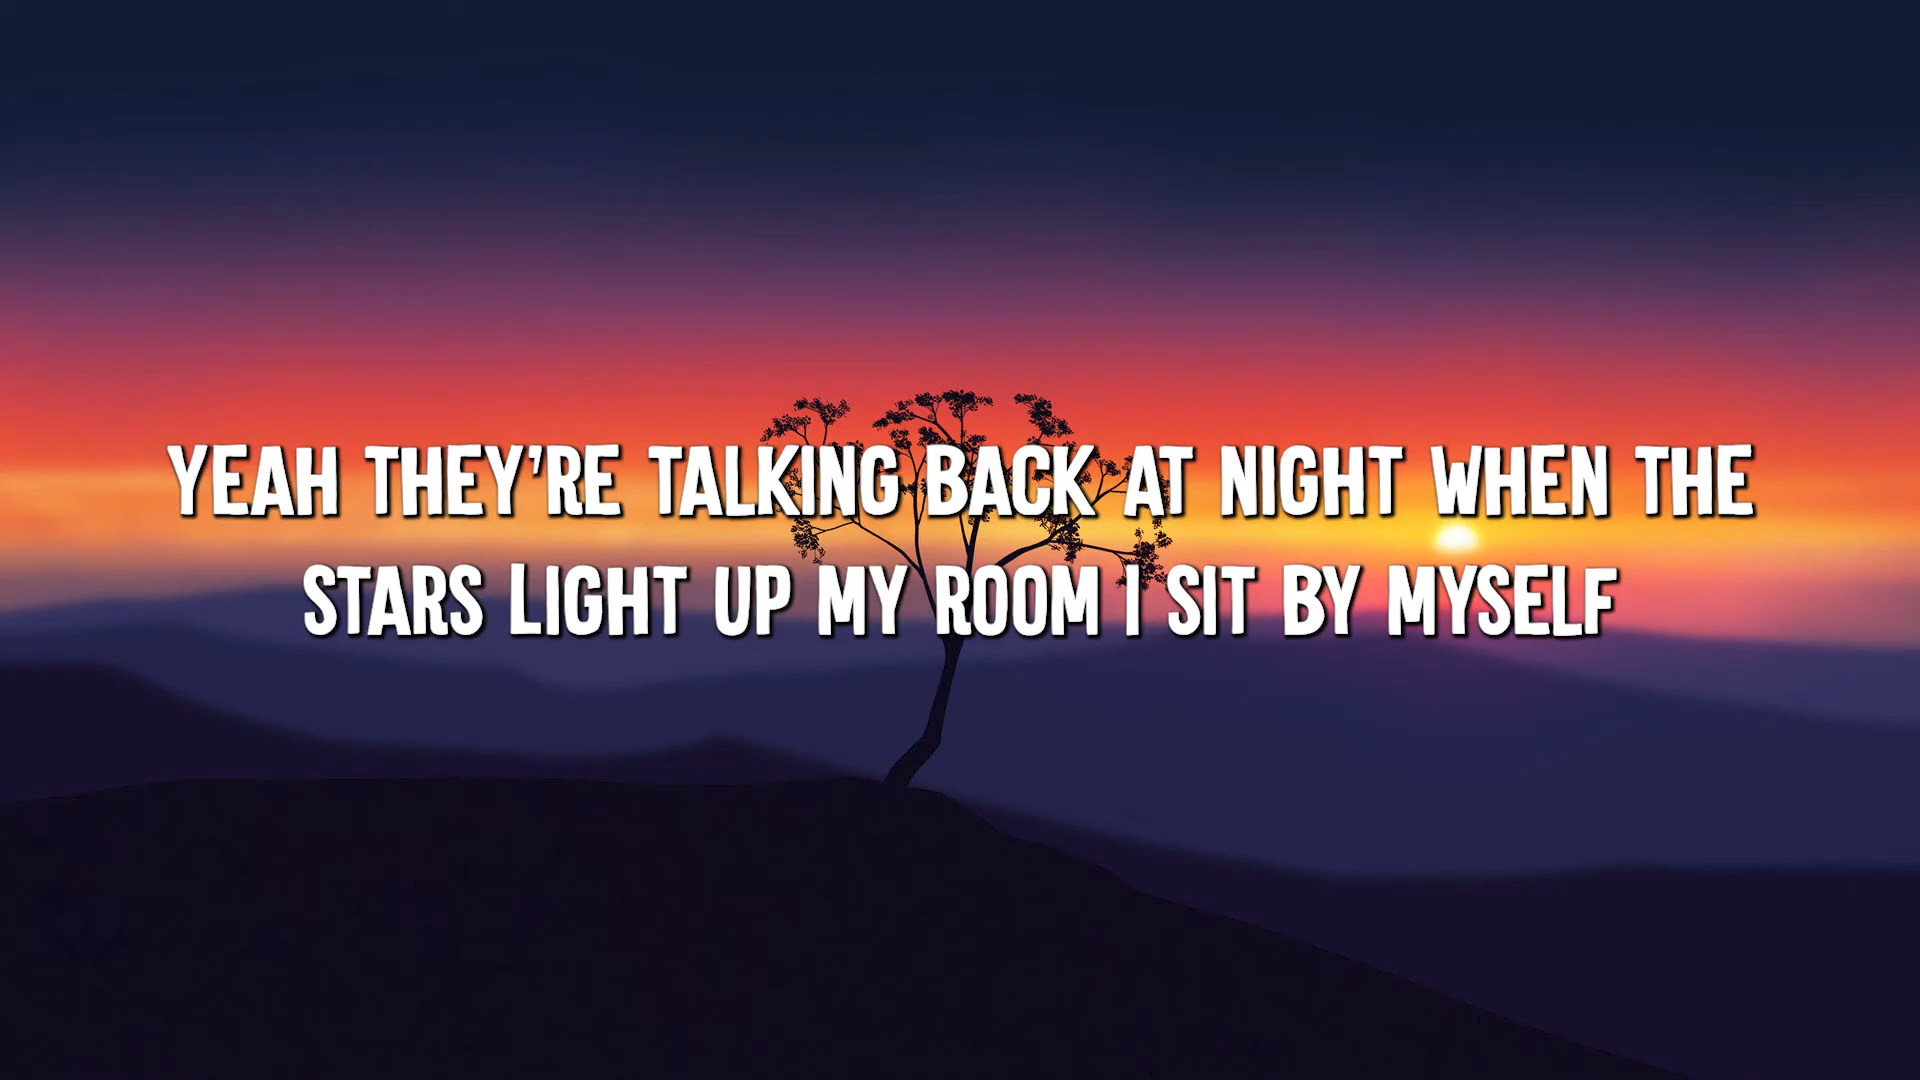 YEAH THEY'RE TALKING BACK AT NIGHT WHEN THE
STARS LIGHT UP MY ROOM I SIT BY MYSELF